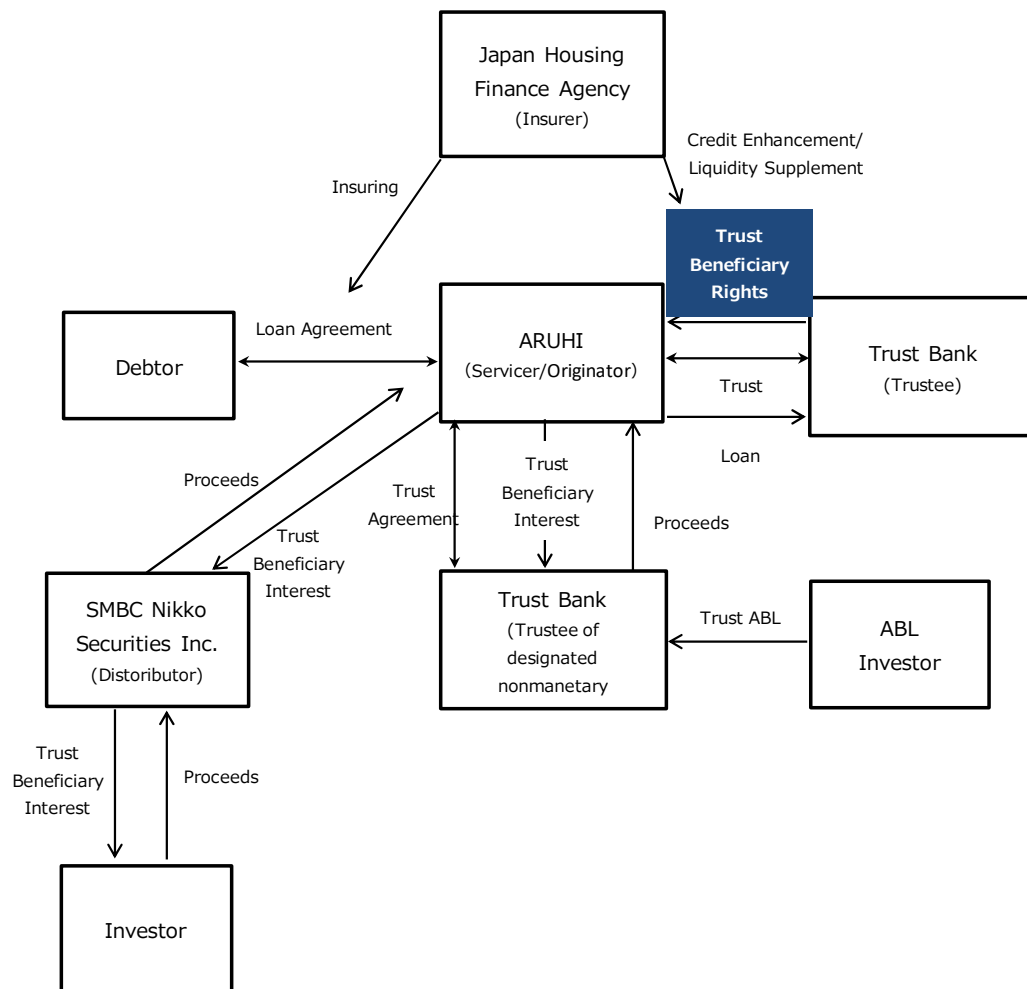 Japan Housing
Finance Agency
(Insurer)
Credit Enhancement/
Liquidity Supplement
Insuring
Trust
Beneficiary
Rights
Loan Agreement
Debtor
ARUHI
(Servicer/Originator)
Trust Bank
(Trustee)
Trust
Loan
Proceeds
Trust
Beneficiary
Interest
Trust
Agreement
Trust
Beneficiary
Interest
Proceeds
SMBC Nikko
Securities Inc.
(Distoributor)
Trust Bank
(Trustee of
designated
nonmanetary
Trust ABL
ABL
Investor
Trust
Beneficiary
Interest
Proceeds
Investor